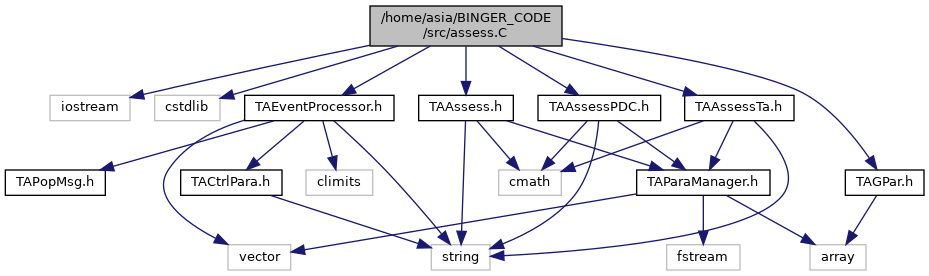 /home/asia/BINGER_CODE
/src/assess.C
iostream
cstdlib
TAEventProcessor.h
TAAssess.h
TAAssessPDC.h
TAAssessTa.h
TAPopMsg.h
TACtrlPara.h
climits
cmath
TAParaManager.h
TAGPar.h
vector
string
fstream
array